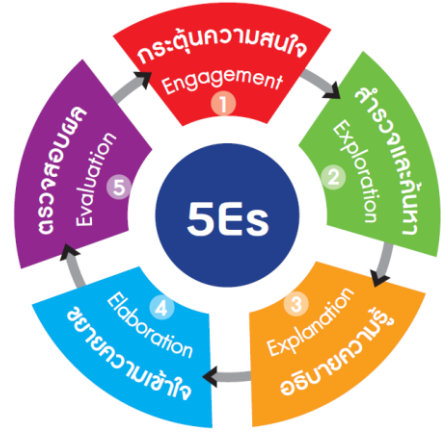 กระตุ้นความสนใจ
Engagement
1
สำรวจและค้นหา
Exploration
2
อธิบายความรู้
Explanation
3
ขยายความเข้าใจ
Elaboration
4
ตรวจสอบผล
Evaluation
5
5Es